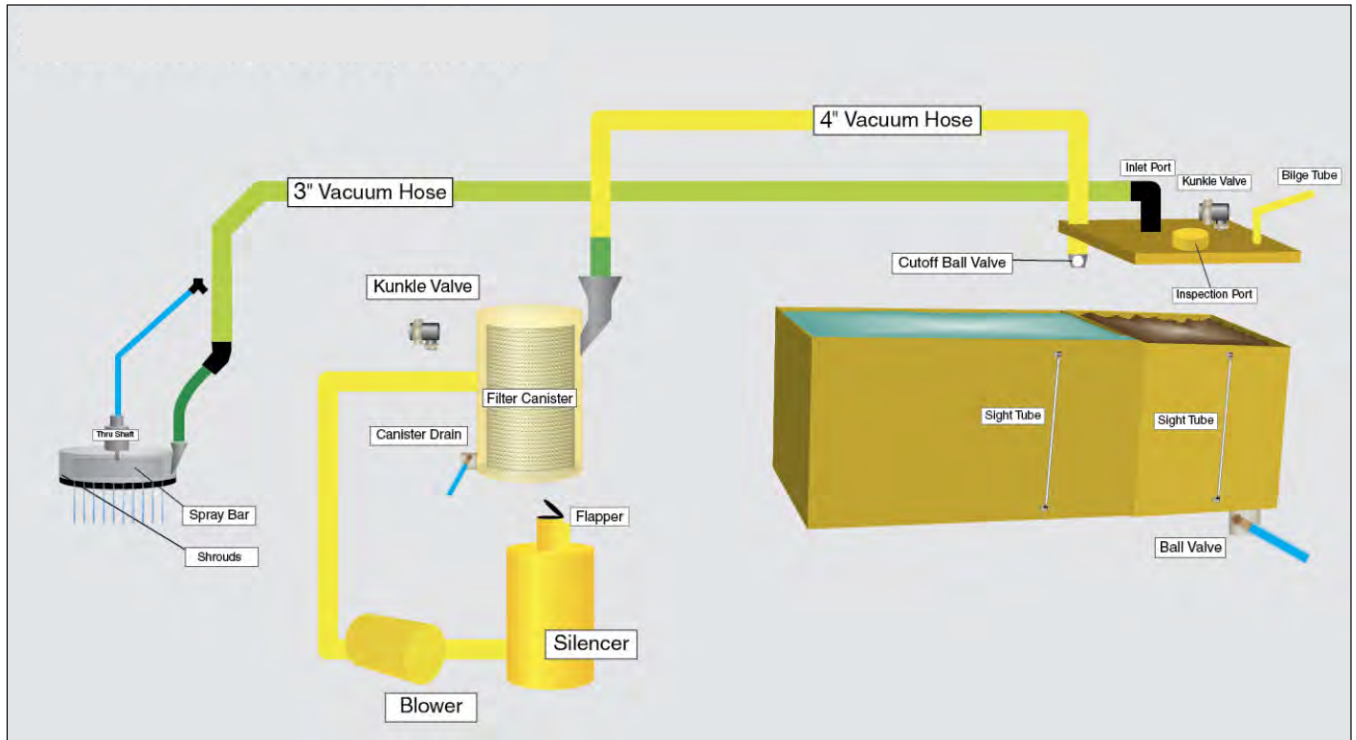 4" Vacuum Hose
Inlet Port
Kunkle Valve
Bilge Tube
3" Vacuum Hose
Cutoff Ball Valve
Kunkle Valve
Inspection Port
Filter Canister
Sight Tube
Sight Tube
Thru Shaft
Canister Drain
Spray Bar
Flapper
Shrouds
Ball Valve
Silencer
Blower